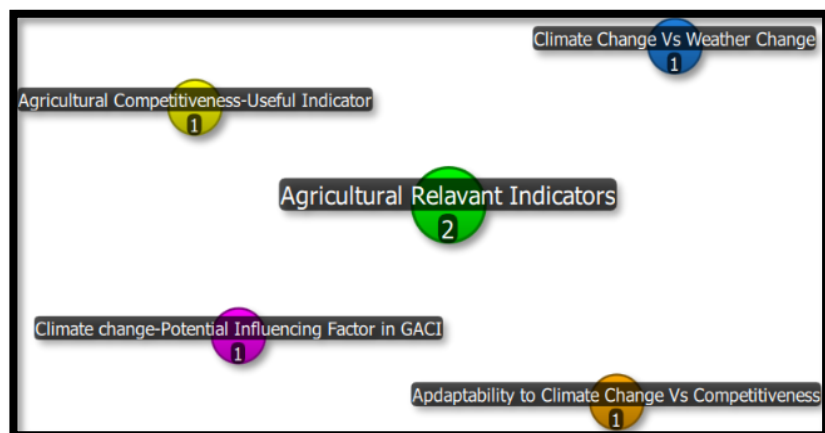 Climate Change Vs Weather Change
1
Agricultural Competitiveness-Useful Indicator
1
Agricultural Relavant Indicators
2
Climate change-Potential Influencing Factor in GACI
1
Apdaptability to Climate Change Vs Competitiveness
1